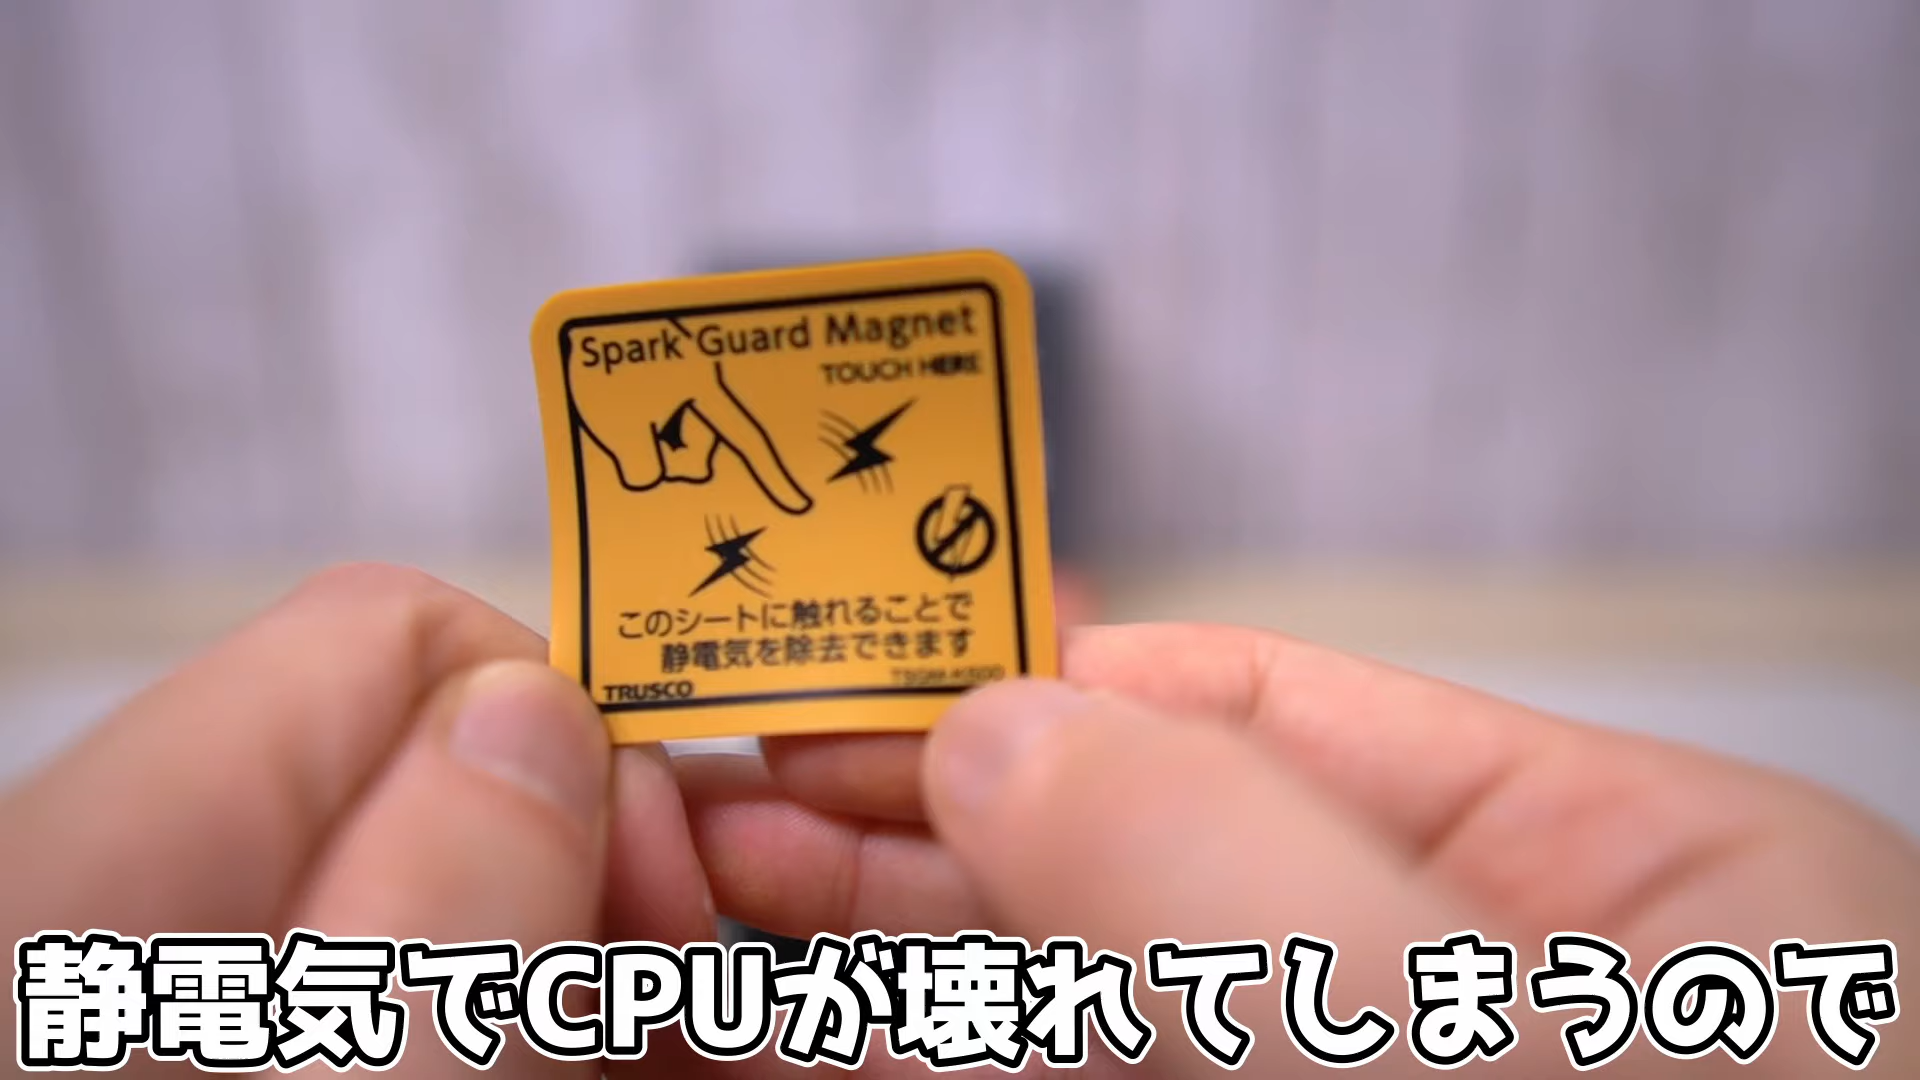 Spark Guard Magnet
TOUCH HERE
このシートに触れることで
静電気を除去できます
TRUSCO
静電気でCPUが壊れてしまうので